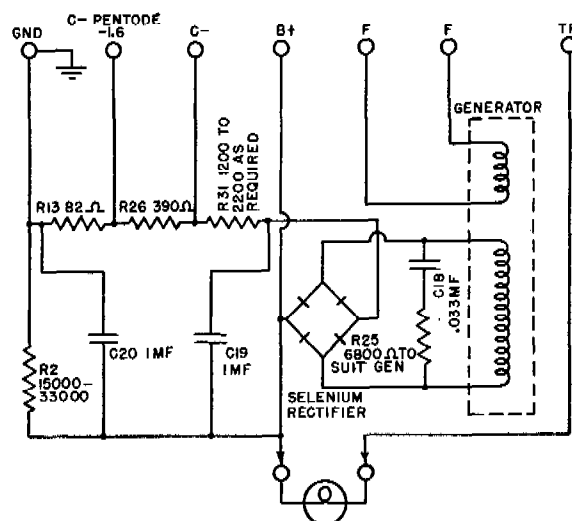 C- PENTODE
GND
-1.6
C-
B+
F
F
GENERATOR
R31 1200 TO
2200 AS
REQUIRED
R13 82Ω
R26 390Ω
C18
.033MF
C20 1MF
C19
1MF
R25
6800 Ω TO
SUIT GEN
R2
15000-
33000
SELENIUM
RECTIFIER